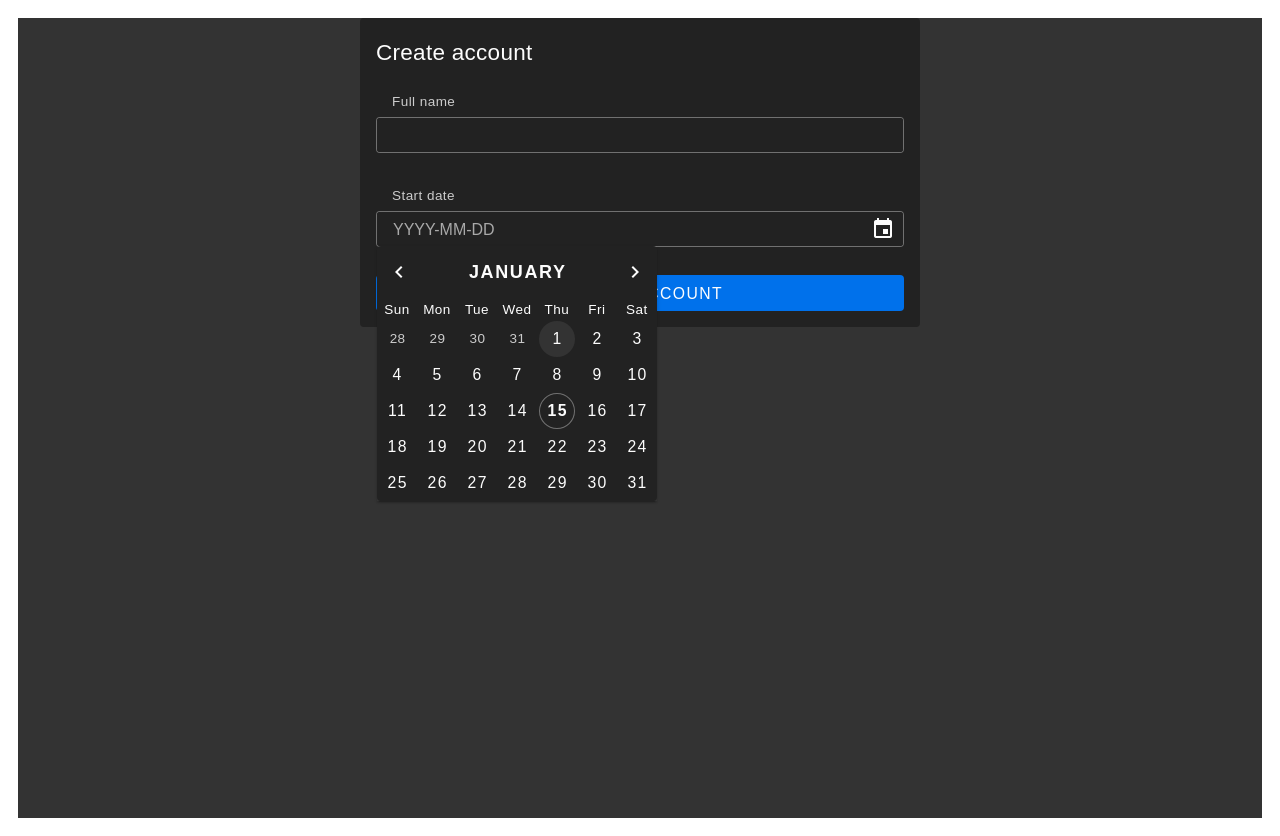 Create account
Full name
Start date
YYYY-MM-DD
JANUARY
COUNT
Sun Mon Tue Wed Thu Fri Sat
28 29 30 31 1 2 3
4 5 6 7 8 9 10
11 12 13 14 15 16 17
18 19 20 21 22 23 24
25 26 27 28 29 30 31